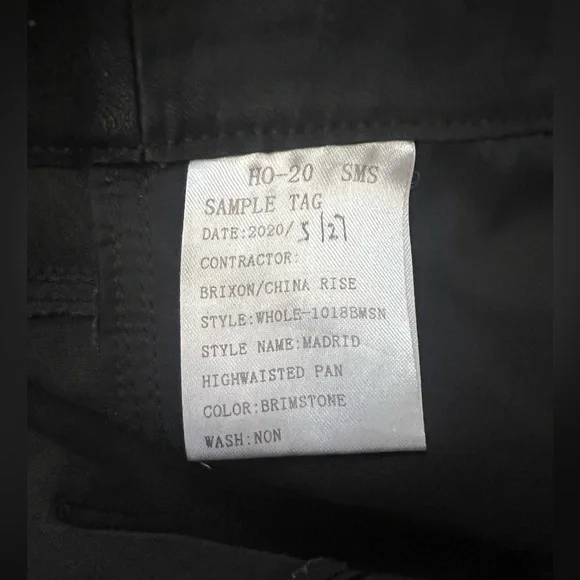 HO-20 SMS
SAMPLE TAG
DATE:2020/5/27
CONTRACTOR:
BRIXON/CHINA RISE
STYLE:WHOLE-1018BMSN
STYLE NAME:MADRID
HIGHWAISTED PAN
COLOR:BRIMSTONE
WASH:NON